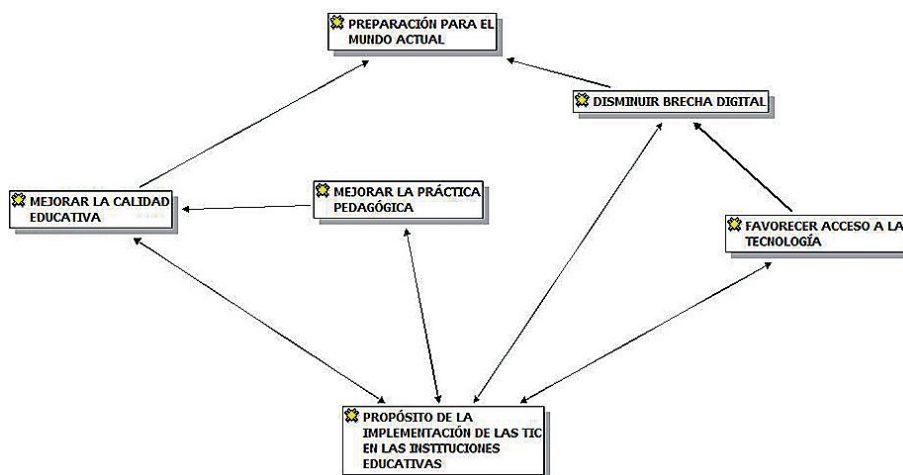 PREPARACIÓN PARA EL
MUNDO ACTUAL
DISMINUIR BRECHA DIGITAL
MEJORAR LA CALIDAD
EDUCATIVA
MEJORAR LA PRÁCTICA
PEDAGÓGICA
FAVORECER ACCESO A LA
TECNOLOGÍA
PROPÓSITO DE LA
IMPLEMENTACIÓN DE LAS TIC
EN LAS INSTITUCIONES
EDUCATIVAS